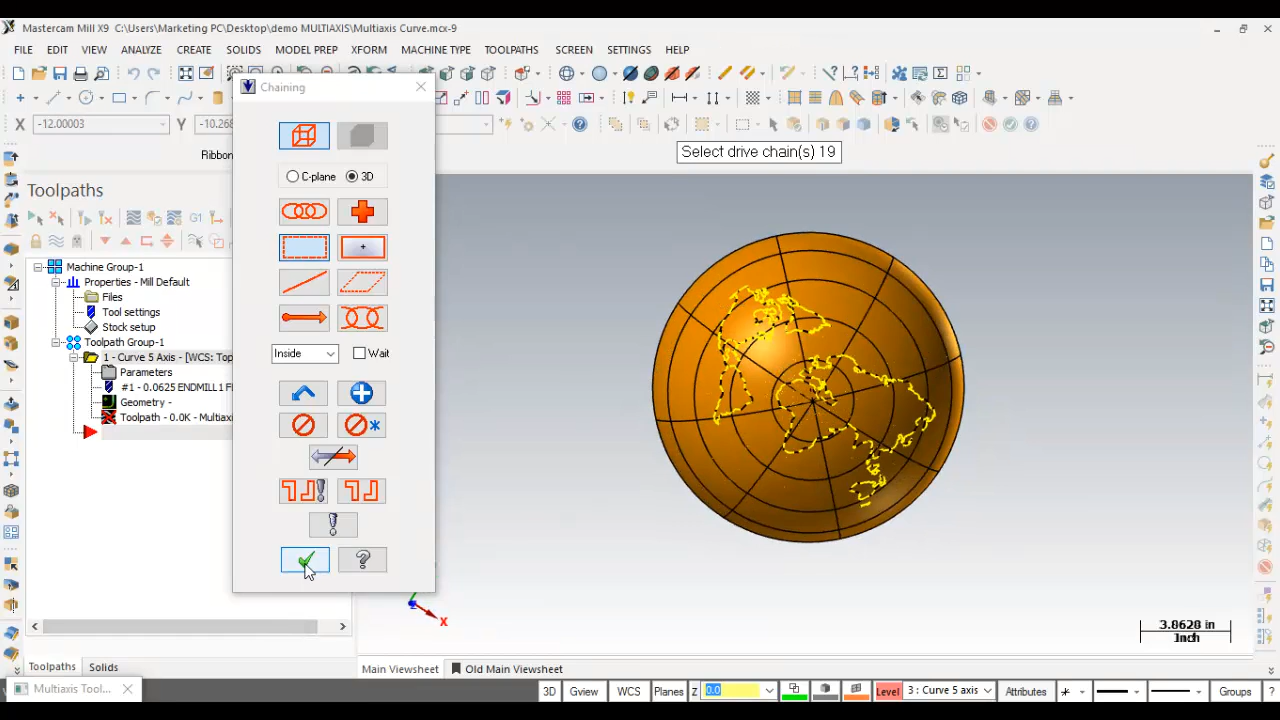 Mastercam Mill X9 C:\Users\Marketing PC\Desktop\demo MULTIAXIS\Multiaxis Curve.mcx-9
FILE EDIT VIEW ANALYZE CREATE SOLIDS MODEL PREP XFORM MACHINE TYPE TOOLPATHS SCREEN SETTINGS HELP
Chaining
X -12.00003 Y -10.268
Ribbon
Select drive chain(s) 19
C-plane 3D
Toolpaths
G1
Machine Group-1
Properties - Mill Default
Files
Tool settings
Stock setup
Toolpath Group-1
1 - Curve 5 Axis - [WCS: Top
Parameters
#1 - 0.0625 ENDMILL1 F
Geometry -
Toolpath - 0.0K - Multiax
Inside Wait
X
3.8628 in
Inch
Toolpaths Solids
Main Viewsheet Old Main Viewsheet
Multiaxis Tool...
3D Gview WCS Planes Z 0.0 Level 3 : Curve 5 axis Attributes Groups ?